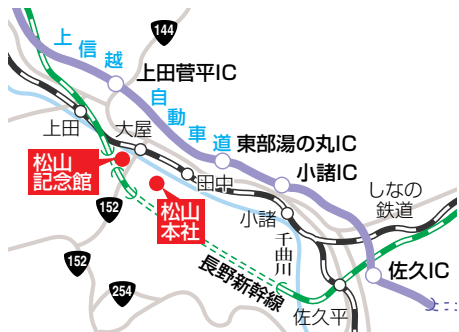 144
上信越自動車道
上田菅平IC
上田
大屋
東部湯の丸IC
松山
記念館
田中
小諸IC
しなの
鉄道
152
松山
本社
小諸
千曲川
152
長野新幹線
佐久IC
254
佐久平